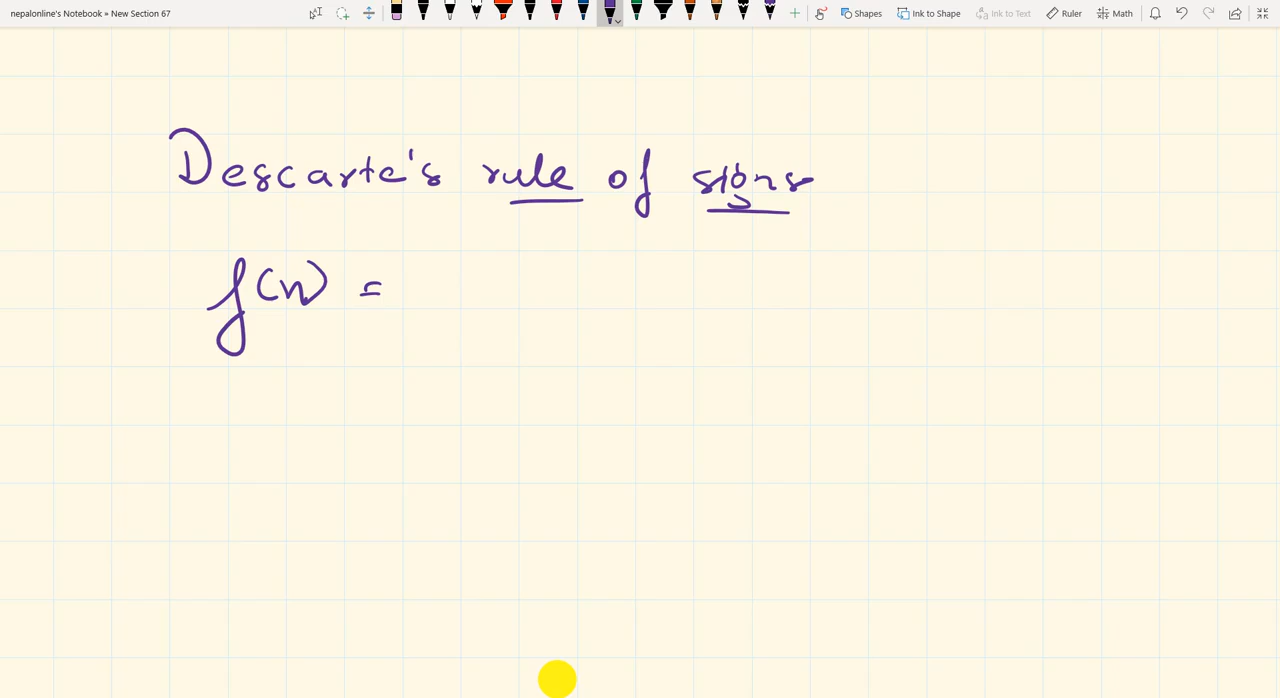 nepalonline's Notebook » New Section 67
Shapes Ink to Shape Ink to Text Ruler Math
Descarte's rule of signs
f(x) =